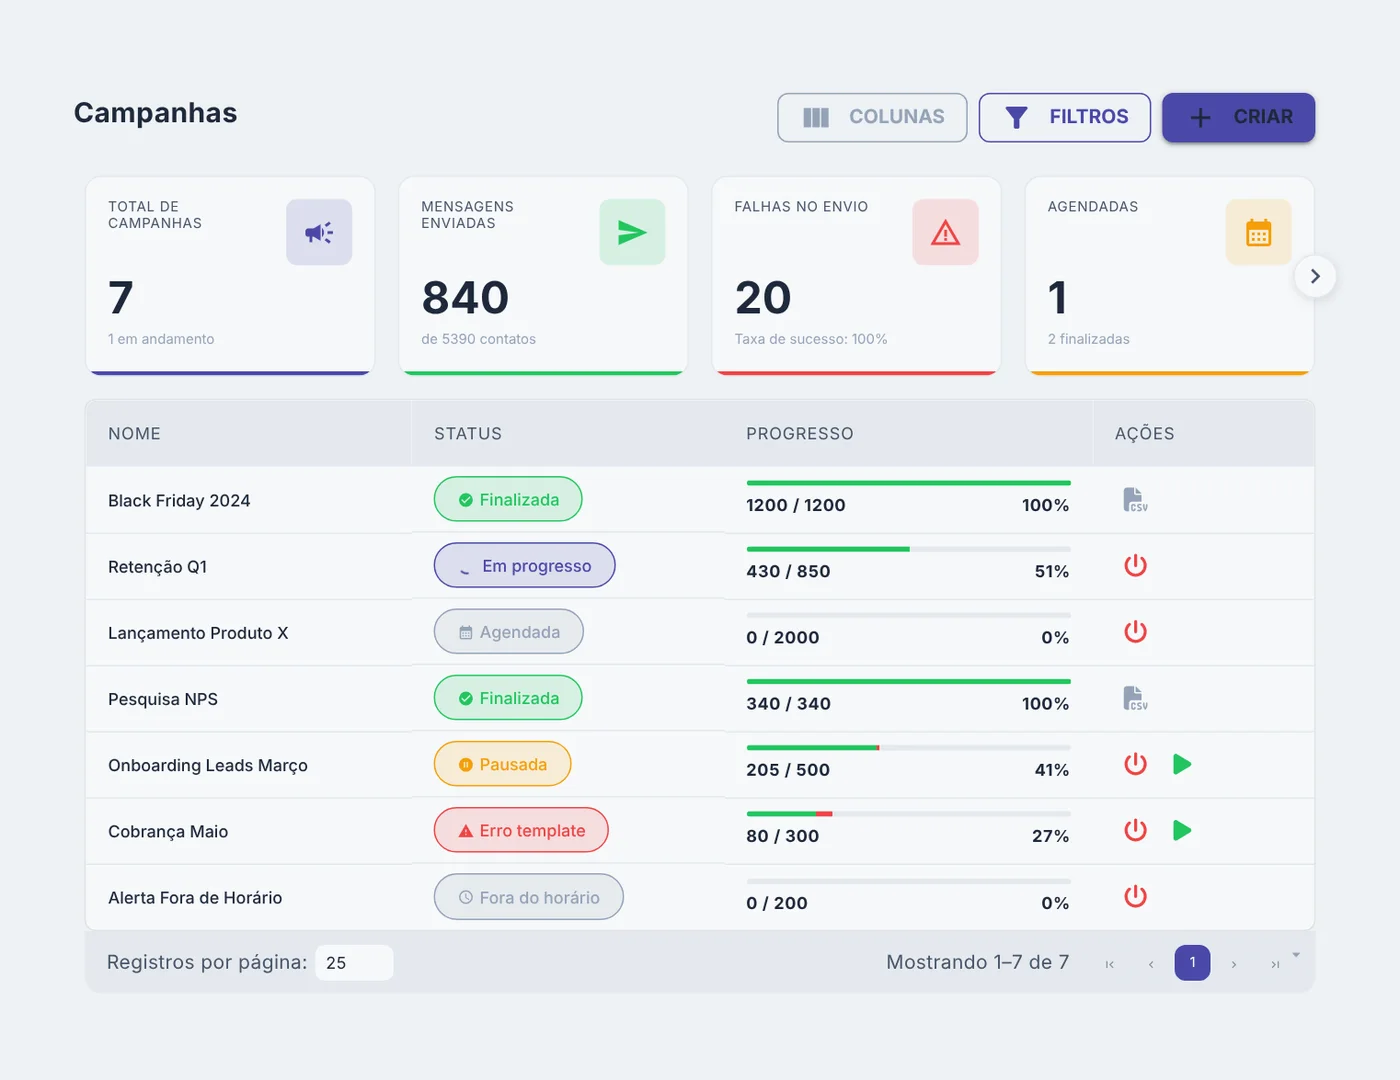 Campanhas
COLUNAS
FILTROS
CRIAR
TOTAL DE
CAMPANHAS
7
1 em andamento
MENSAGENS
ENVIADAS
840
de 5390 contatos
FALHAS NO ENVIO
20
Taxa de sucesso: 100%
AGENDADAS
1
2 finalizadas
NOME STATUS PROGRESSO AÇÕES
Black Friday 2024 Finalizada 1200 / 1200 100% CSV
Retenção Q1 Em progresso 430 / 850 51%
Lançamento Produto X Agendada 0 / 2000 0%
Pesquisa NPS Finalizada 340 / 340 100% CSV
Onboarding Leads Março Pausada 205 / 500 41%
Cobrança Maio Erro template 80 / 300 27%
Alerta Fora de Horário Fora do horário 0 / 200 0%
Registros por página: 25 Mostrando 1–7 de 7 1